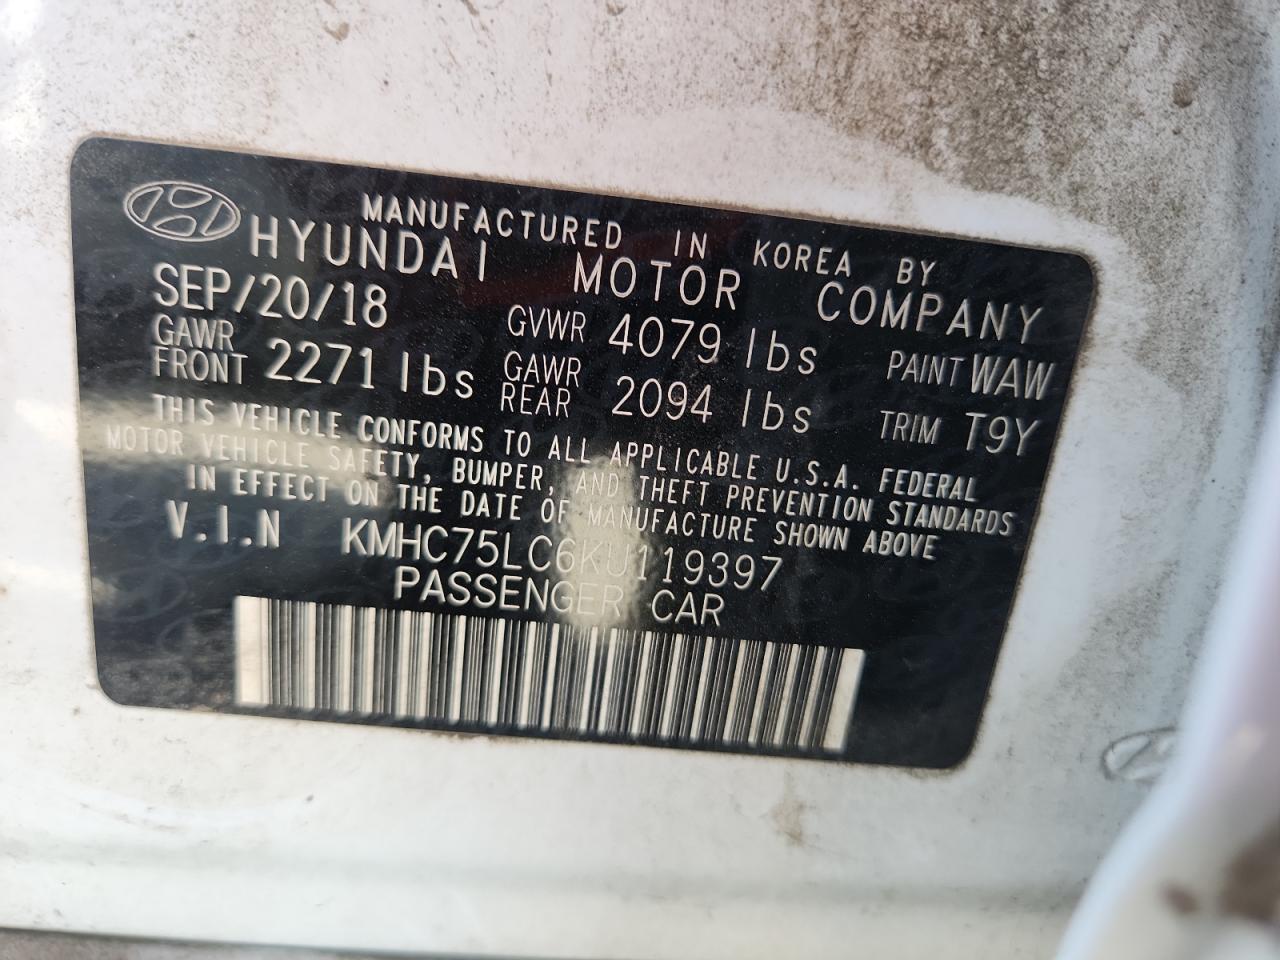 MANUFACTURED IN KOREA BY
HYUNDAI MOTOR COMPANY
SEP/20/18 GVWR 4079 lbs PAINT WAW
GAWR FRONT 2271 lbs GAWR REAR 2094 lbs TRIM T9Y
THIS VEHICLE CONFORMS TO ALL APPLICABLE U.S.A. FEDERAL
MOTOR VEHICLE SAFETY, BUMPER, AND THEFT PREVENTION STANDARDS
IN EFFECT ON THE DATE OF MANUFACTURE SHOWN ABOVE
V.I.N KMHC75LC6KU119397
PASSENGER CAR